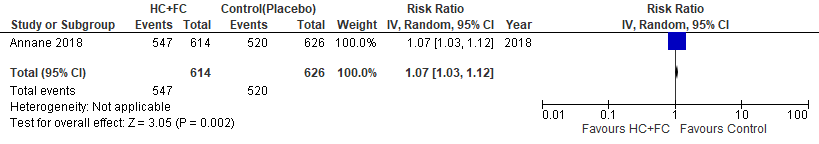 HC+FC Control(Placebo) Risk Ratio Risk Ratio
Study or Subgroup Events Total Events Total Weight IV, Random, 95% CI Year IV, Random, 95% CI
Annane 2018 547 614 520 626 100.0% 1.07 [1.03, 1.12] 2018
Total (95% CI) 614 626 100.0% 1.07 [1.03, 1.12]
Total events 547 520
Heterogeneity: Not applicable
Test for overall effect: Z = 3.05 (P = 0.002)
0.01 0.1 1 10 100
Favours HC+FC Favours Control